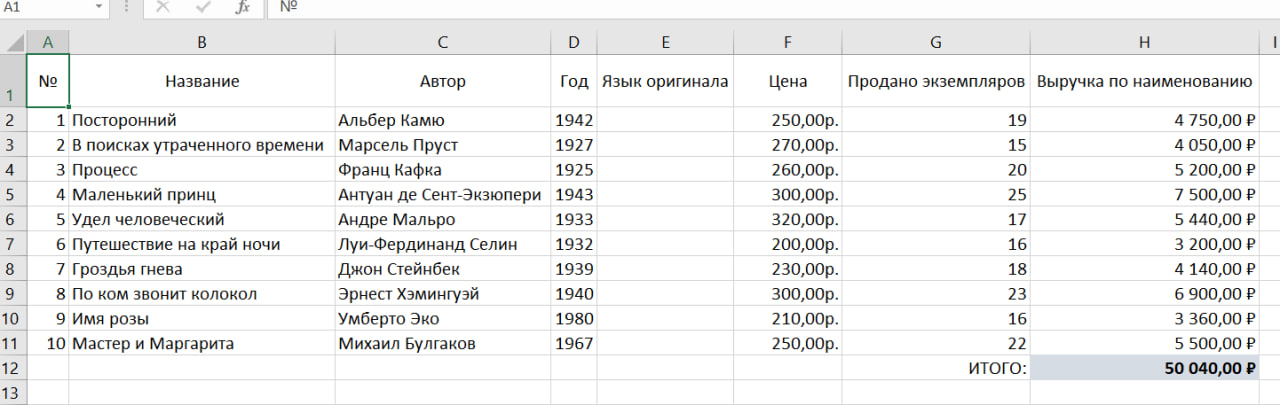 A1 fx №
A B C D E F G H I
1 № Название Автор Год Язык оригинала Цена Продано экземпляров Выручка по наименованию
2 1 Посторонний Альбер Камю 1942 250,00р. 19 4 750,00 ₽
3 2 В поисках утраченного времени Марсель Пруст 1927 270,00р. 15 4 050,00 ₽
4 3 Процесс Франц Кафка 1925 260,00р. 20 5 200,00 ₽
5 4 Маленький принц Антуан де Сент-Экзюпери 1943 300,00р. 25 7 500,00 ₽
6 5 Удел человеческий Андре Мальро 1933 320,00р. 17 5 440,00 ₽
7 6 Путешествие на край ночи Луи-Фердинанд Селин 1932 200,00р. 16 3 200,00 ₽
8 7 Гроздья гнева Джон Стейнбек 1939 230,00р. 18 4 140,00 ₽
9 8 По ком звонит колокол Эрнест Хэмингуэй 1940 300,00р. 23 6 900,00 ₽
10 9 Имя розы Умберто Эко 1980 210,00р. 16 3 360,00 ₽
11 10 Мастер и Маргарита Михаил Булгаков 1967 250,00р. 22 5 500,00 ₽
12 ИТОГО: 50 040,00 ₽
13